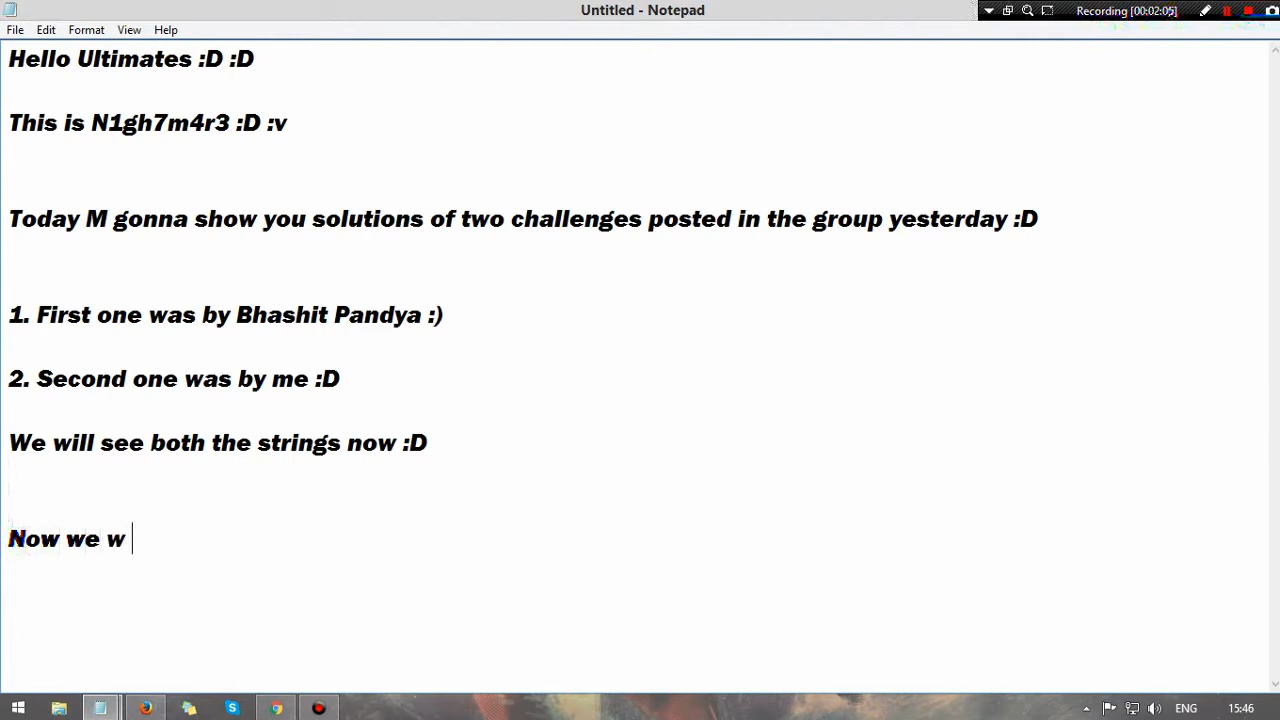 Untitled - Notepad
Recording [00:02:05]
File Edit Format View Help
Hello Ultimates :D :D
This is N1gh7m4r3 :D :v
Today M gonna show you solutions of two challenges posted in the group yesterday :D
1. First one was by Bhashit Pandya :)
2. Second one was by me :D
We will see both the strings now :D
Now we w
ENG 15:46